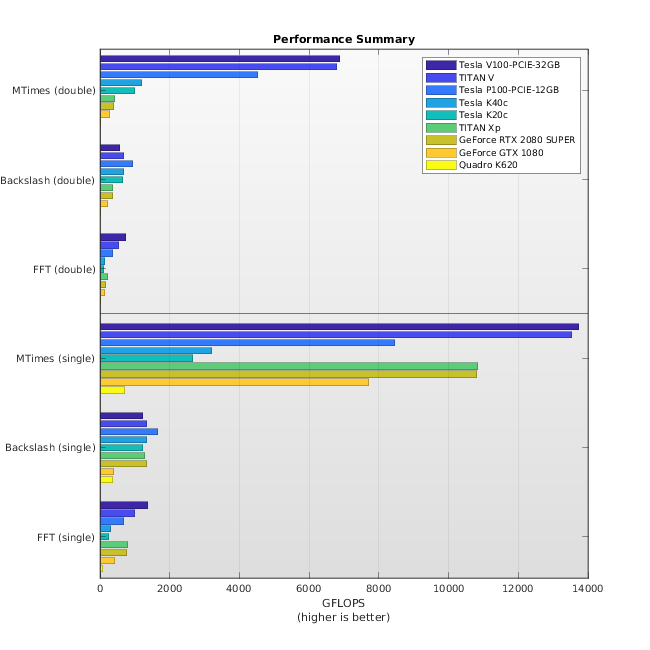 Performance Summary
Tesla V100-PCIE-32GB
TITAN V
Tesla P100-PCIE-12GB
Tesla K40c
Tesla K20c
TITAN Xp
GeForce RTX 2080 SUPER
GeForce GTX 1080
Quadro K620
MTimes (double)
Backslash (double)
FFT (double)
MTimes (single)
Backslash (single)
FFT (single)
0 2000 4000 6000 8000 10000 12000 14000
GFLOPS
(higher is better)